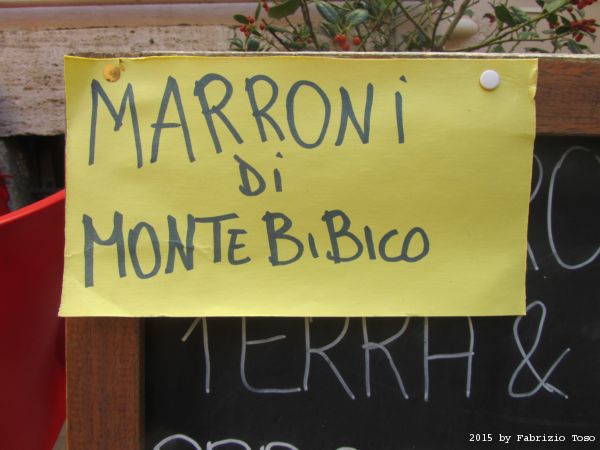 MARRONi
Di
MONTE BiBiCO
TERRA &
2015 by Fabrizio Toso